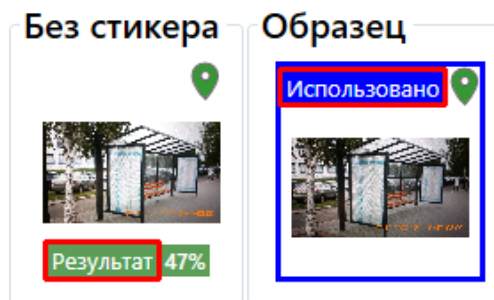 Без стикера
Образец
Использовано
Результат 47%